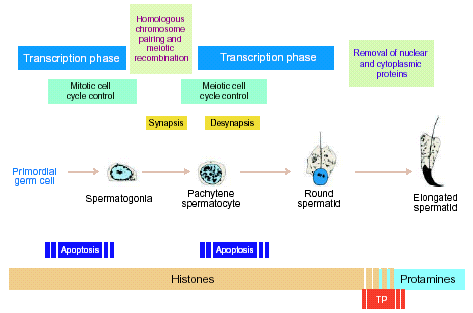 Homologous
chromosome
pairing and
meiotic
recombination
Transcription phase
Transcription phase
Removal of nuclear
and cytoplasmic
proteins
Mitotic cell
cycle control
Meiotic cell
cycle control
Synapsis
Desynapsis
Primordial
germ cell
Spermatogonia
Pachytene
spermatocyte
Round
spermatid
Elongated
spermatid
Apoptosis
Apoptosis
Histones
Protamines
TP